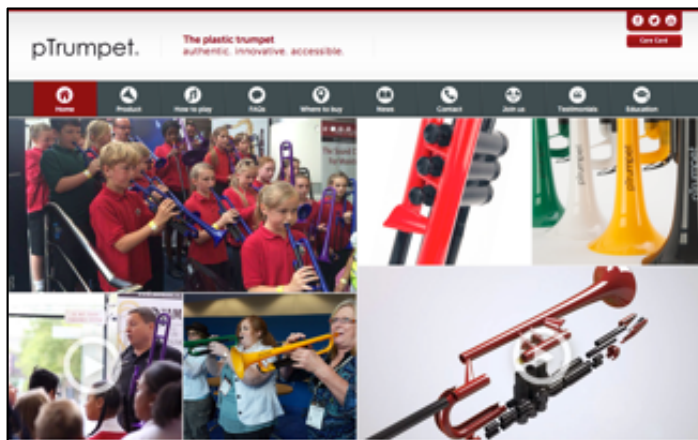 pTrumpet.
The plastic trumpet
authentic. innovative. accessible.
Care Card
Home
Product
How to play
FAQs
Where to buy
News
Contact
Join us
Testimonials
Education
pTrumpet